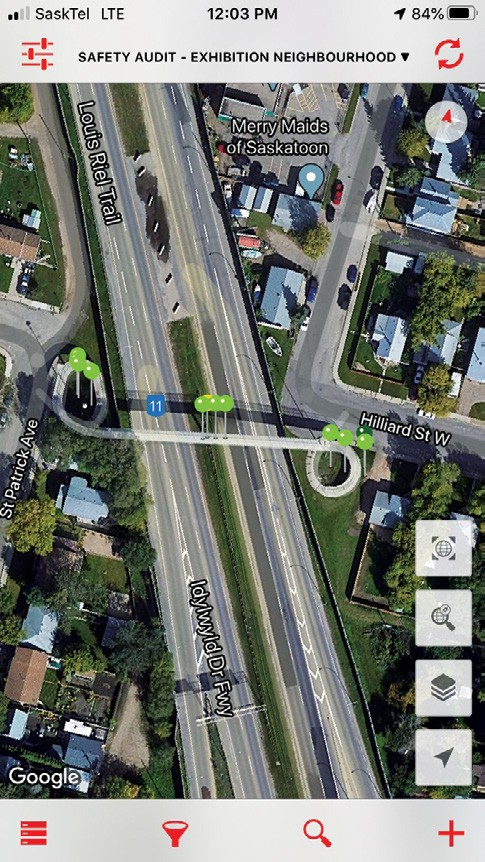 SaskTel LTE 12:03 PM 84%
SAFETY AUDIT - EXHIBITION NEIGHBOURHOOD ▼
Louis Riel Trail
Merry Maids
of Saskatoon
11
Hilliard St W
St Patrick Ave
Idylwyld Dr Fwy
Google